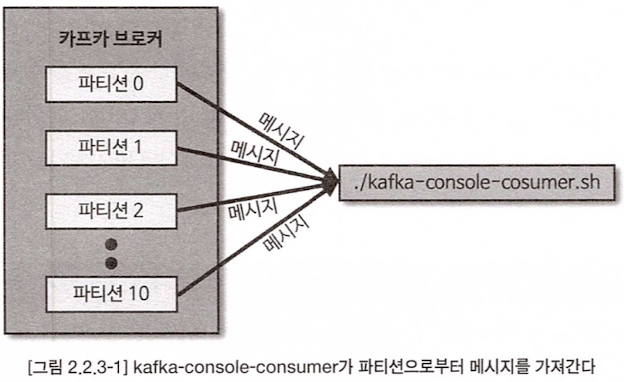 카프카 브로커
파티션 0
파티션 1
파티션 2
파티션 10
메시지
메시지
메시지
메시지
./kafka-console-cosumer.sh
[그림 2.2.3-1] kafka-console-consumer가 파티션으로부터 메시지를 가져간다